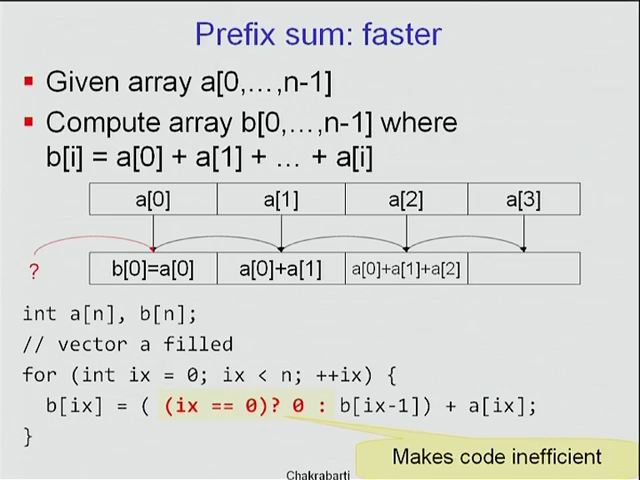 Prefix sum: faster
Given array a[0,…,n-1]
Compute array b[0,…,n-1] where
b[i] = a[0] + a[1] + … + a[i]
a[0] a[1] a[2] a[3]
? b[0]=a[0] a[0]+a[1] a[0]+a[1]+a[2]
int a[n], b[n];
// vector a filled
for (int ix = 0; ix < n; ++ix) {
b[ix] = ( (ix == 0)? 0 : b[ix-1]) + a[ix];
}
Makes code inefficient
Chakrabarti